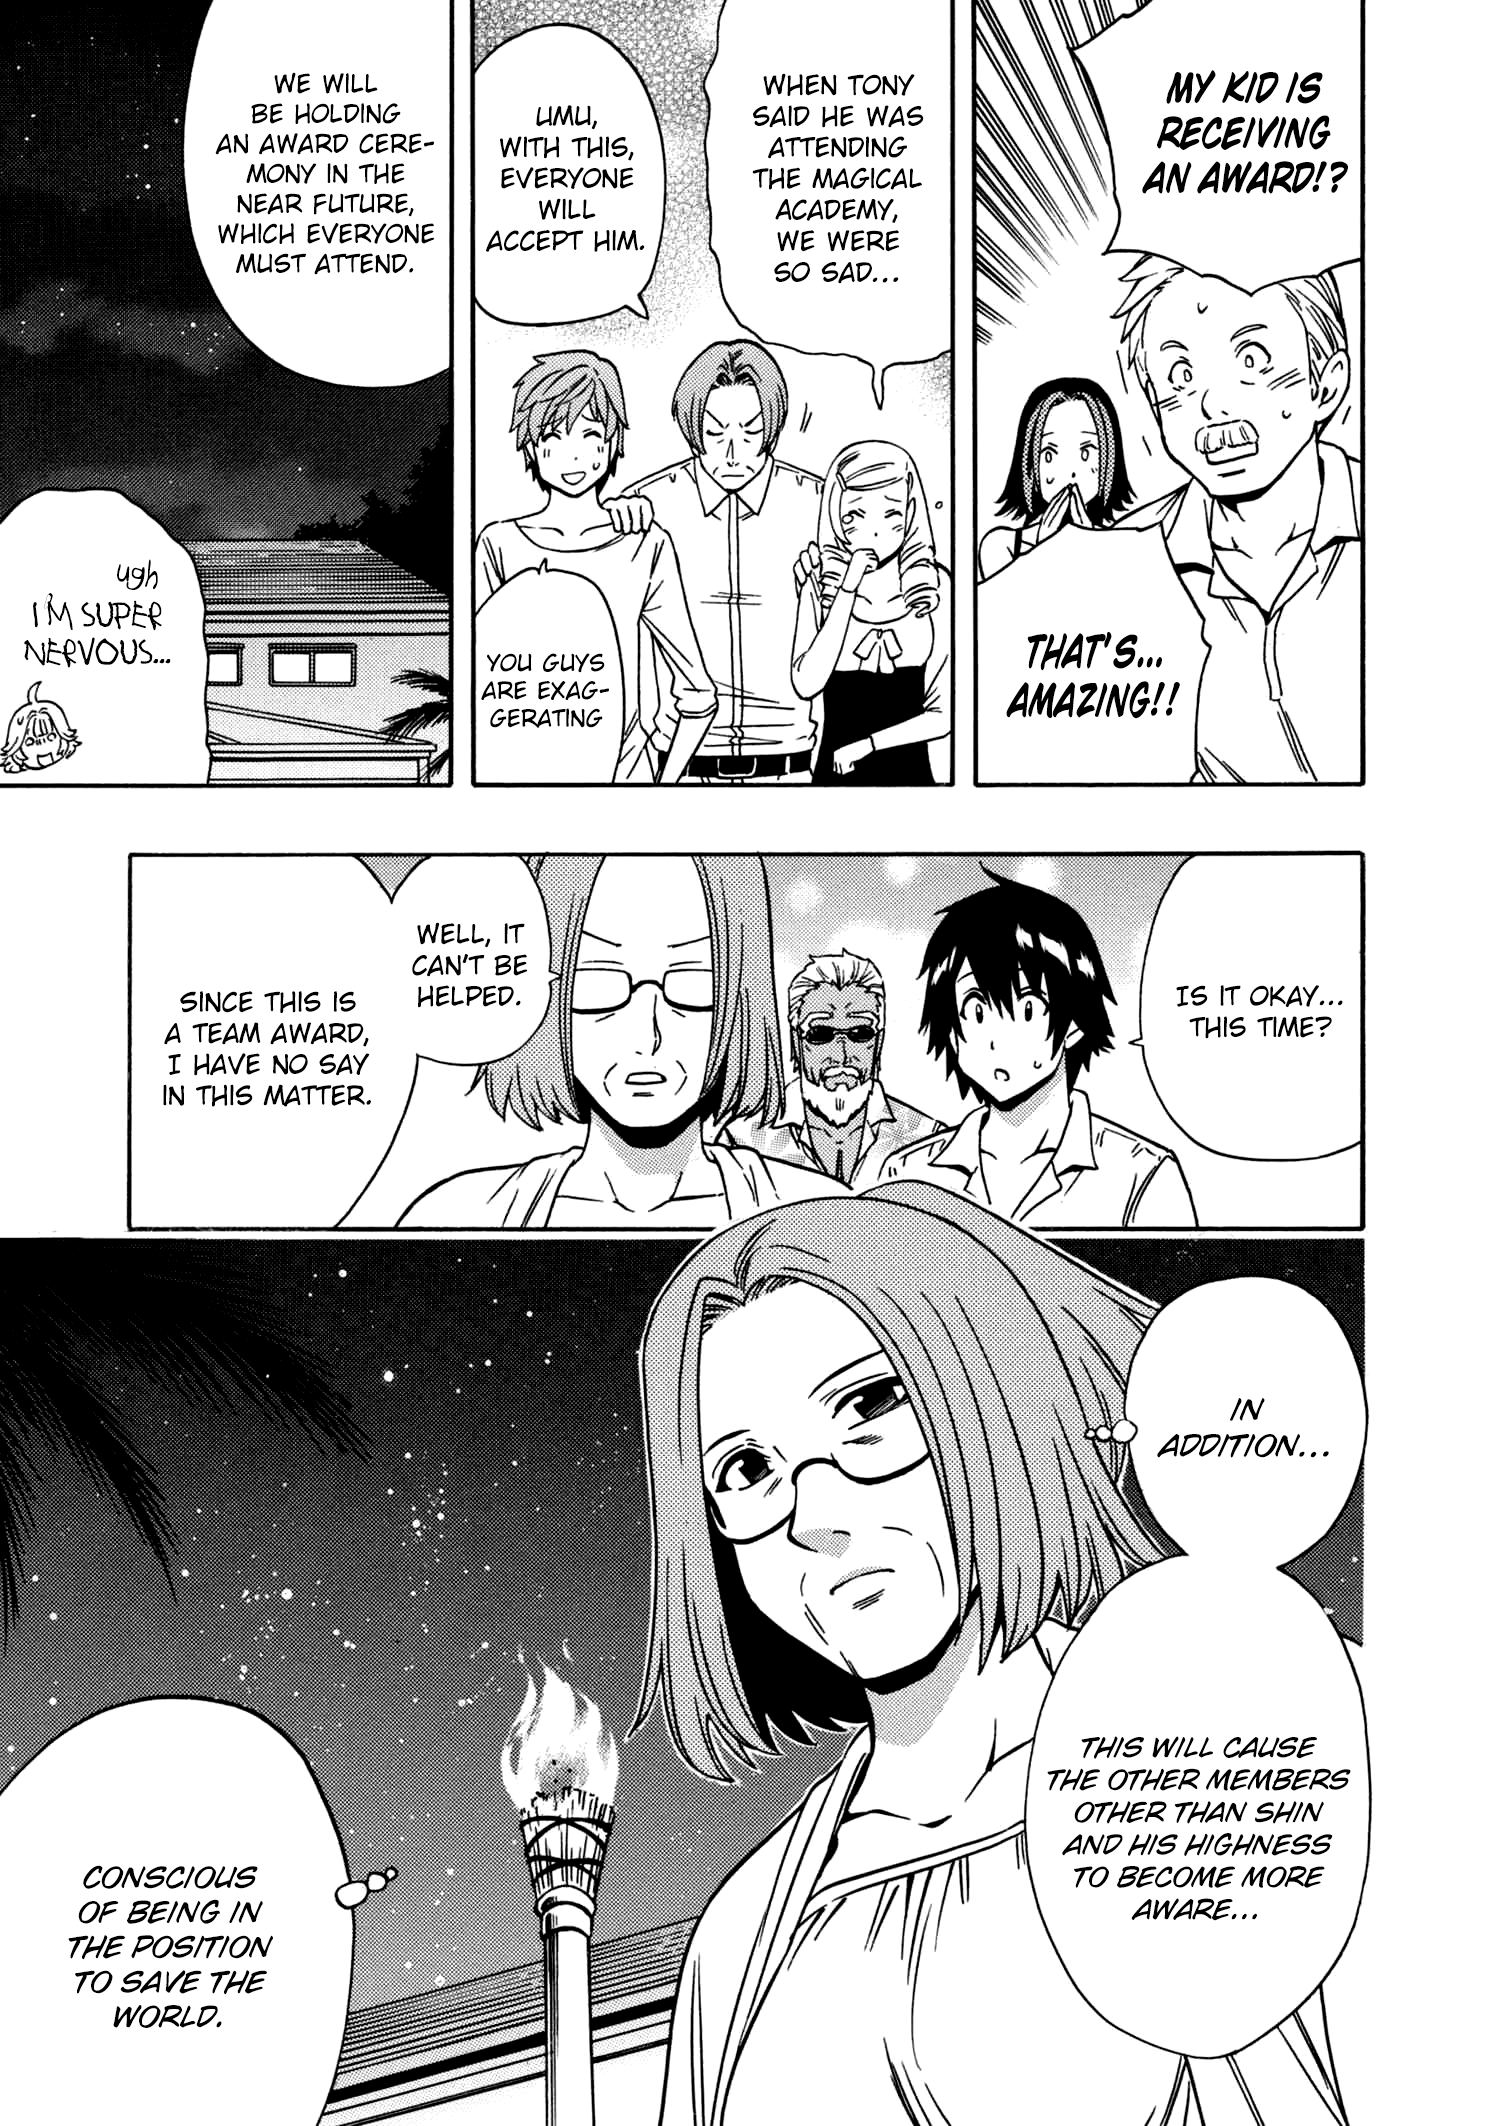 MY KID IS
RECEIVING
AN AWARD!?
THAT'S...
AMAZING!!
WHEN TONY
SAID HE WAS
ATTENDING
THE MAGICAL
ACADEMY,
WE WERE
SO SAD...
UMU,
WITH THIS,
EVERYONE
WILL
ACCEPT HIM.
YOU GUYS
ARE EXAG-
GERATING
WE WILL
BE HOLDING
AN AWARD CERE-
MONY IN THE
NEAR FUTURE,
WHICH EVERYONE
MUST ATTEND.
ugh
I'M SUPER
NERVOUS...
IS IT OKAY...
THIS TIME?
WELL, IT
CAN'T BE
HELPED.
SINCE THIS IS
A TEAM AWARD,
I HAVE NO SAY
IN THIS MATTER.
IN
ADDITION...
THIS WILL CAUSE
THE OTHER MEMBERS
OTHER THAN SHIN
AND HIS HIGHNESS
TO BECOME MORE
AWARE...
CONSCIOUS
OF BEING IN
THE POSITION
TO SAVE THE
WORLD.